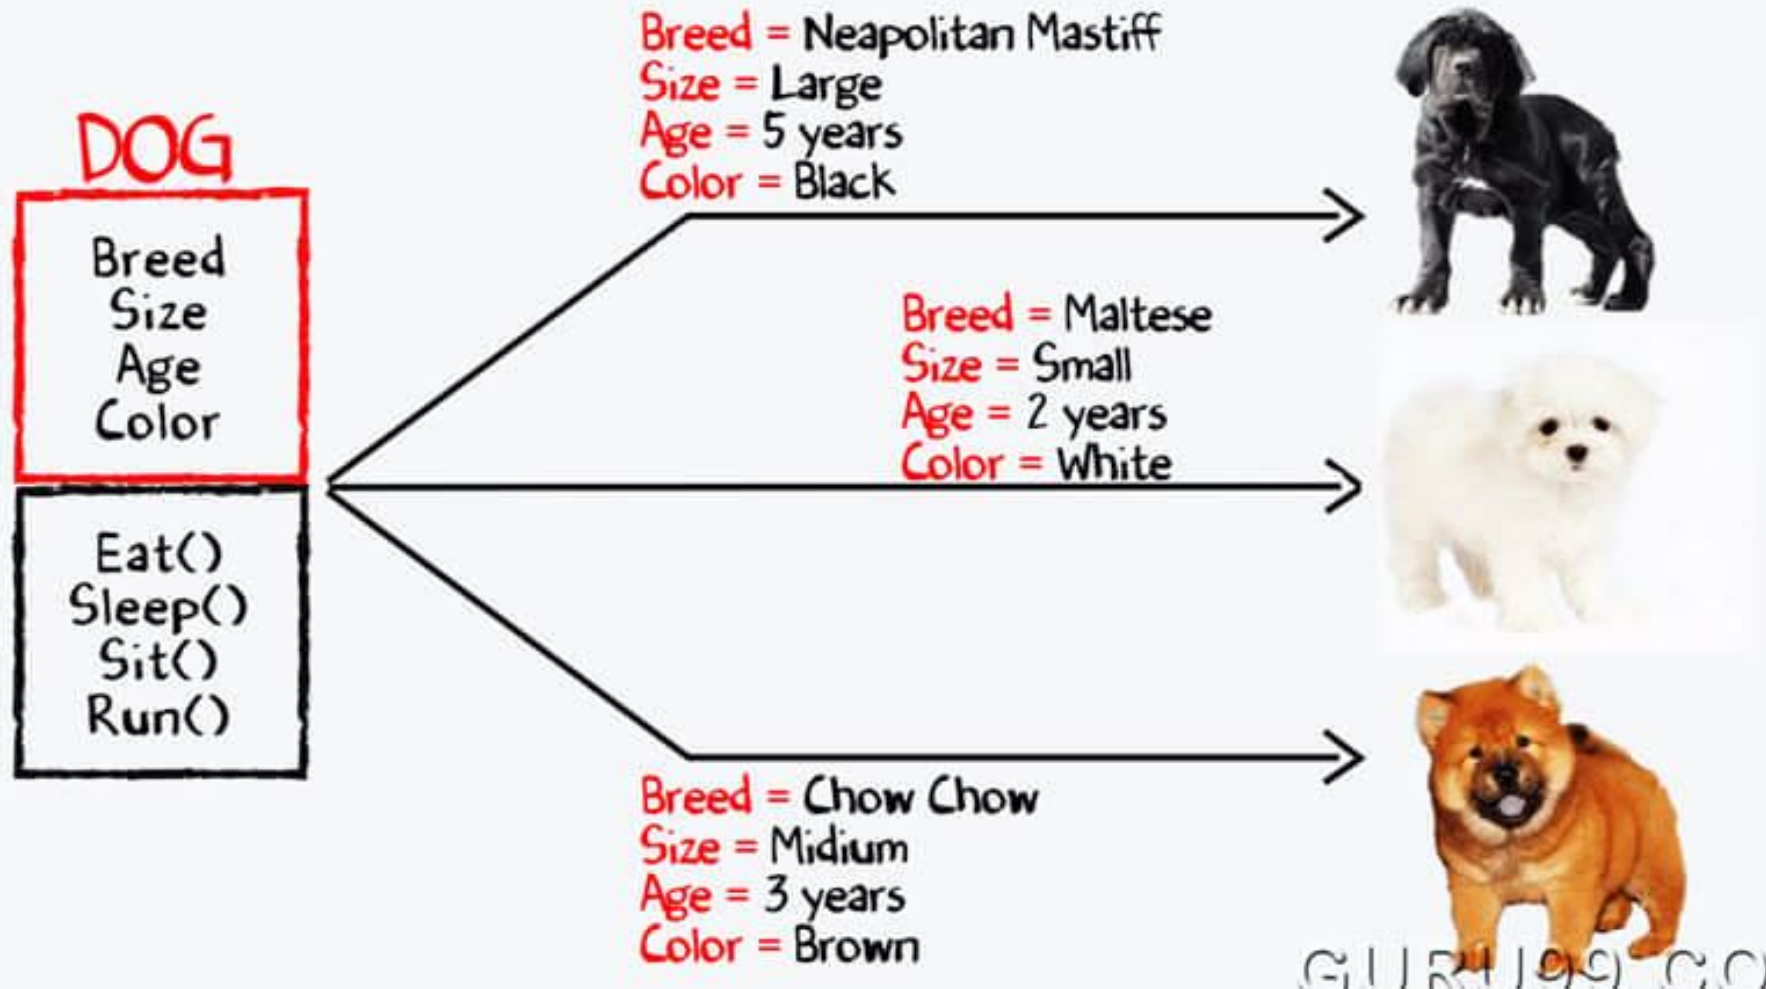 DOG
Breed
Size
Age
Color
Eat()
Sleep()
Sit()
Run()
Breed = Neapolitan Mastiff
Size = Large
Age = 5 years
Color = Black
Breed = Maltese
Size = Small
Age = 2 years
Color = White
Breed = Chow Chow
Size = Midium
Age = 3 years
Color = Brown
GURU99.CO